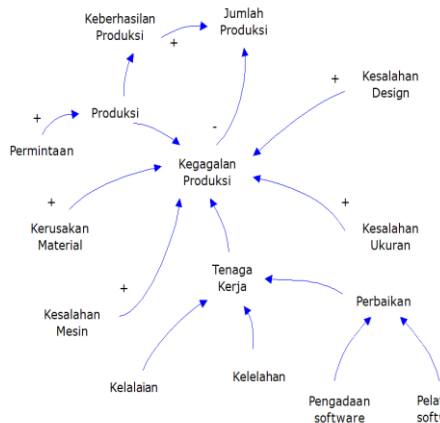 Keberhasilan
Produksi
+
Jumlah
Produksi
+
Produksi
Permintaan
-
+
Kesalahan
Design
Kegagalan
Produksi
+
Kerusakan
Material
+
Kesalahan
Ukuran
+
Kesalahan
Mesin
Tenaga
Kerja
Perbaikan
Kelalaian
Kelelahan
Pengadaan
software